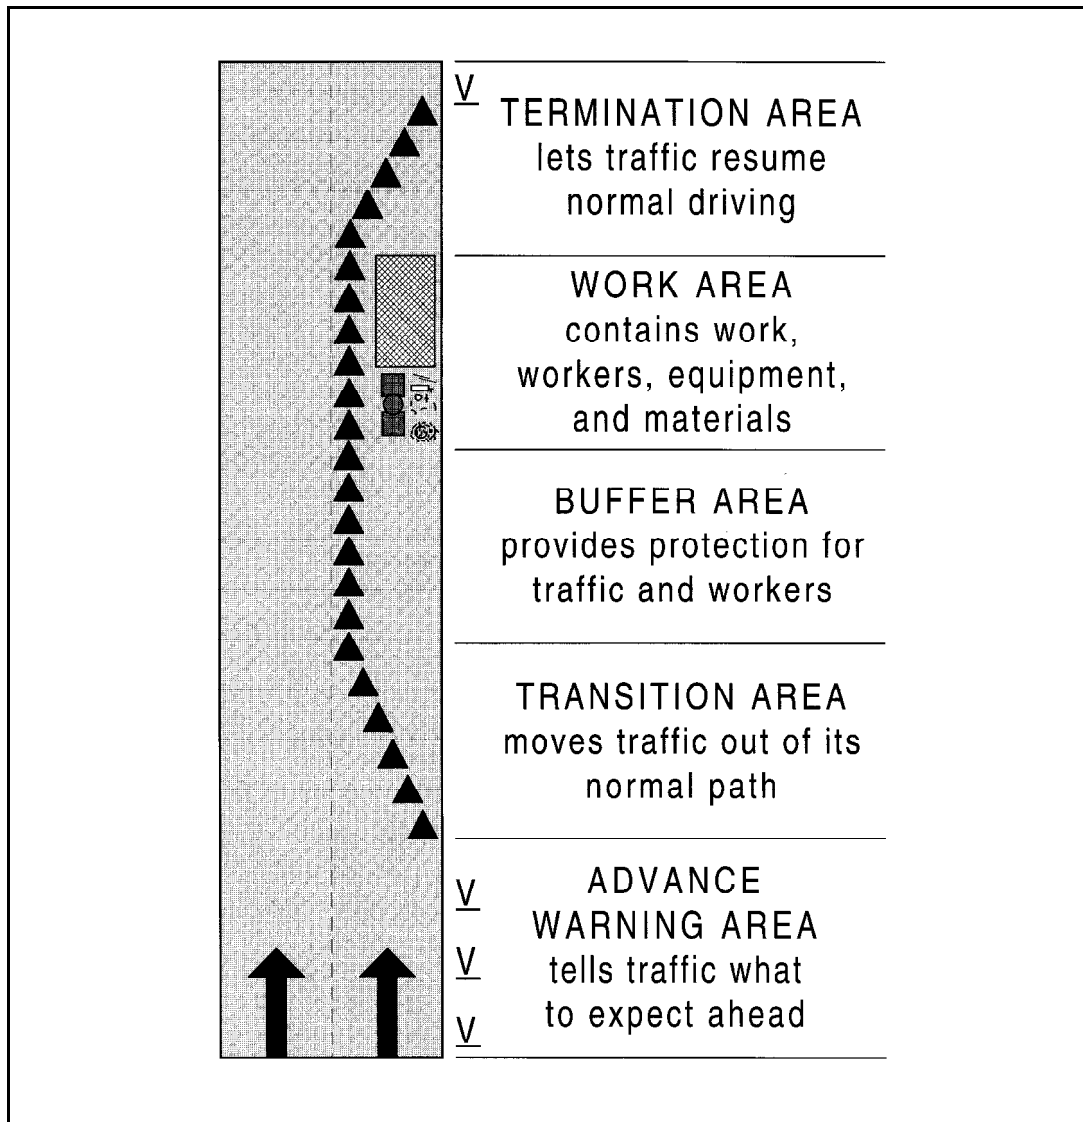 V
TERMINATION AREA
lets traffic resume
normal driving
WORK AREA
contains work,
workers, equipment,
and materials
BUFFER AREA
provides protection for
traffic and workers
TRANSITION AREA
moves traffic out of its
normal path
V
ADVANCE
WARNING AREA
V
tells traffic what
to expect ahead
V